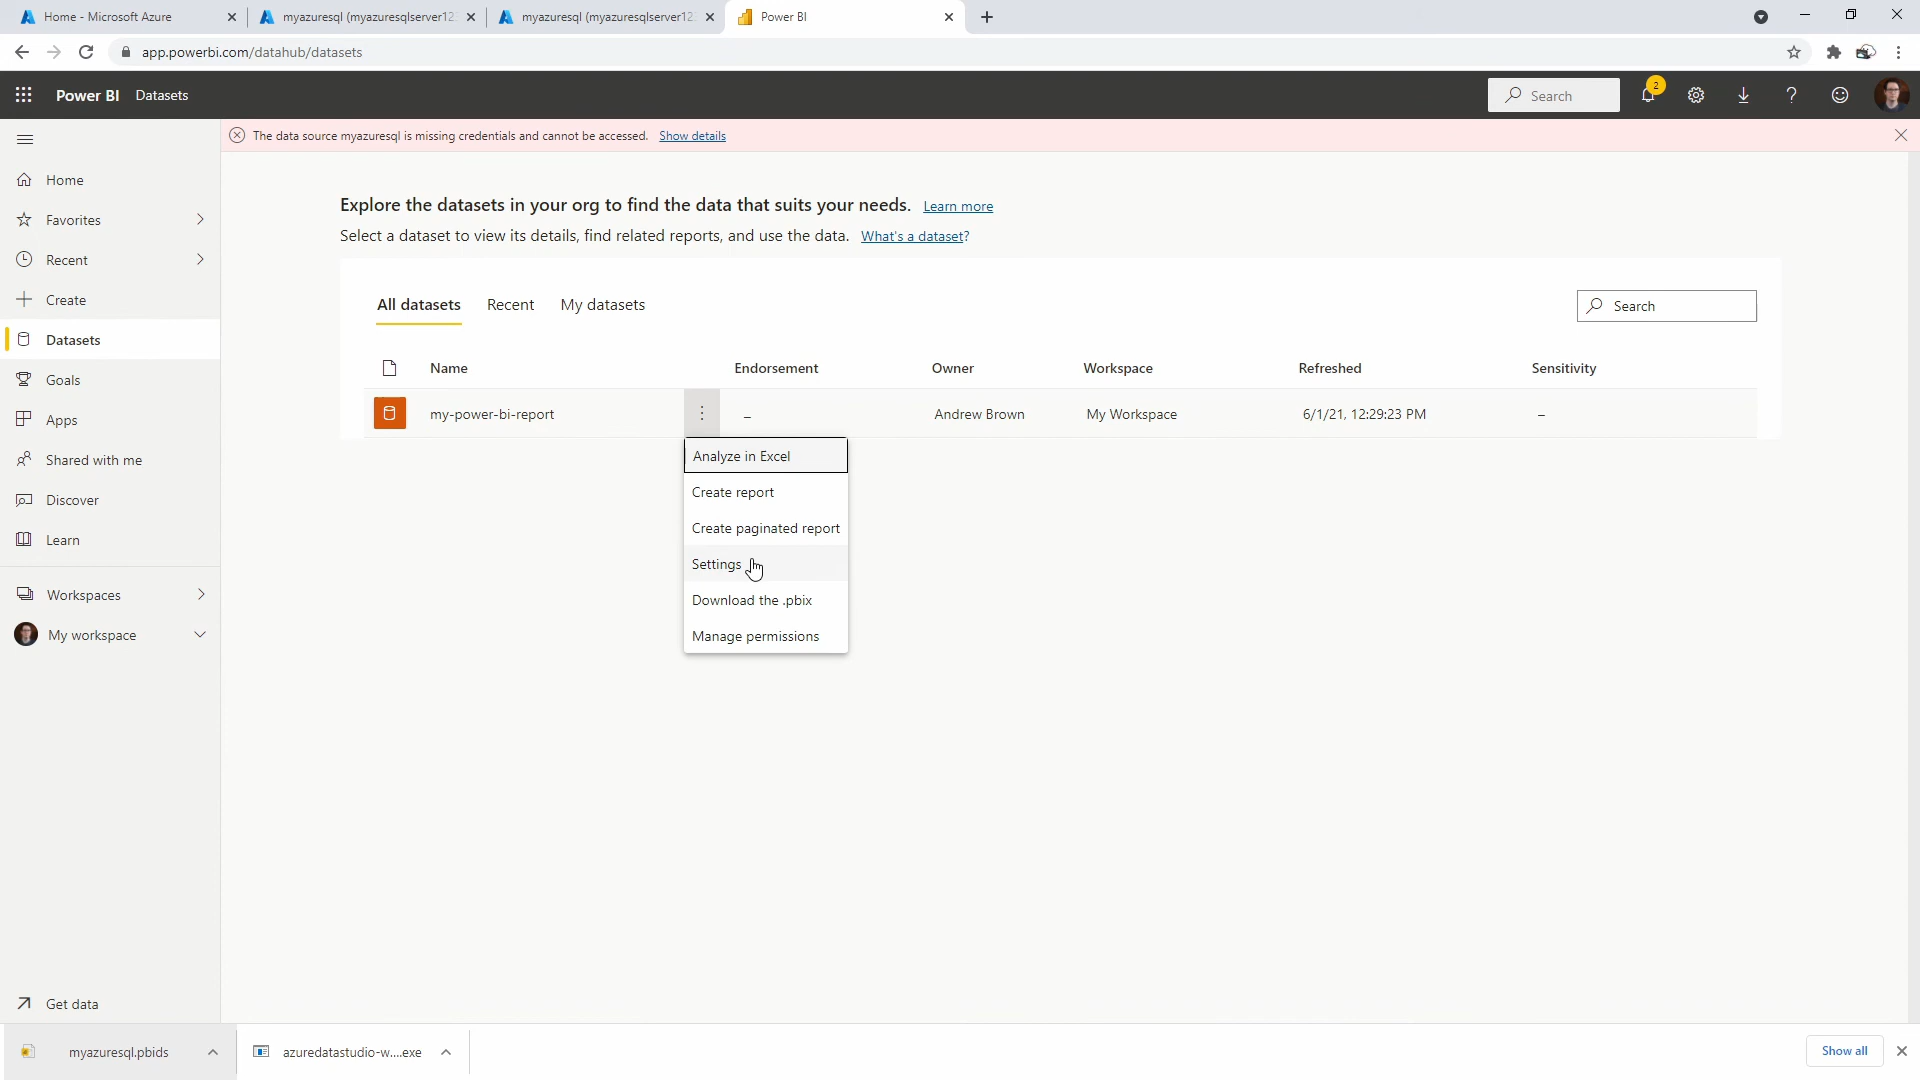 Home - Microsoft Azure
myazuresql (myazuresqlserver12
myazuresql (myazuresqlserver12
Power BI
app.powerbi.com/datahub/datasets
Power BI Datasets
Search
2
The data source myazuresql is missing credentials and cannot be accessed. Show details
Home
Favorites
Recent
Create
Datasets
Goals
Apps
Shared with me
Discover
Learn
Workspaces
My workspace
Get data
Explore the datasets in your org to find the data that suits your needs. Learn more
Select a dataset to view its details, find related reports, and use the data. What's a dataset?
All datasets Recent My datasets
Search
Name Endorsement Owner Workspace Refreshed Sensitivity
my-power-bi-report – Andrew Brown My Workspace 6/1/21, 12:29:23 PM –
Analyze in Excel
Create report
Create paginated report
Settings
Download the .pbix
Manage permissions
myazuresql.pbids
azuredatastudio-w....exe
Show all